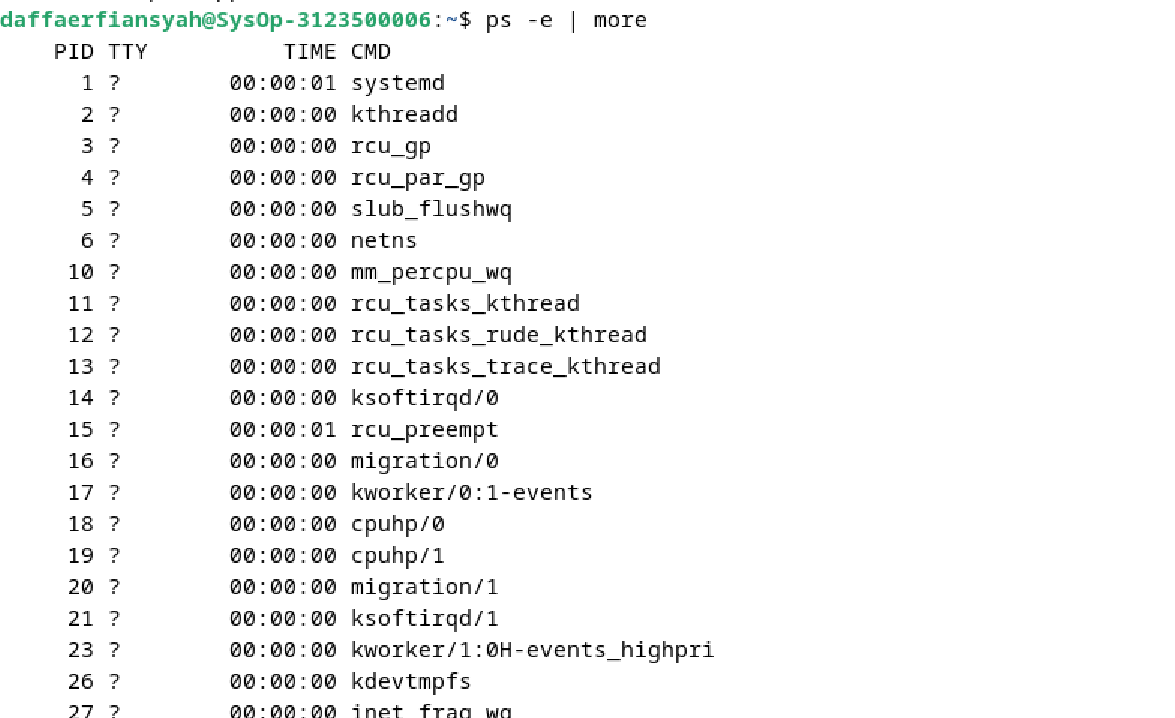 daffaerfiansyah@SysOp-3123500006:~$ ps -e | more
    PID TTY          TIME CMD
      1 ?        00:00:01 systemd
      2 ?        00:00:00 kthreadd
      3 ?        00:00:00 rcu_gp
      4 ?        00:00:00 rcu_par_gp
      5 ?        00:00:00 slub_flushwq
      6 ?        00:00:00 netns
     10 ?        00:00:00 mm_percpu_wq
     11 ?        00:00:00 rcu_tasks_kthread
     12 ?        00:00:00 rcu_tasks_rude_kthread
     13 ?        00:00:00 rcu_tasks_trace_kthread
     14 ?        00:00:00 ksoftirqd/0
     15 ?        00:00:01 rcu_preempt
     16 ?        00:00:00 migration/0
     17 ?        00:00:00 kworker/0:1-events
     18 ?        00:00:00 cpuhp/0
     19 ?        00:00:00 cpuhp/1
     20 ?        00:00:00 migration/1
     21 ?        00:00:00 ksoftirqd/1
     23 ?        00:00:00 kworker/1:0H-events_highpri
     26 ?        00:00:00 kdevtmpfs
     27 ?        00:00:00 inet_frag_wq